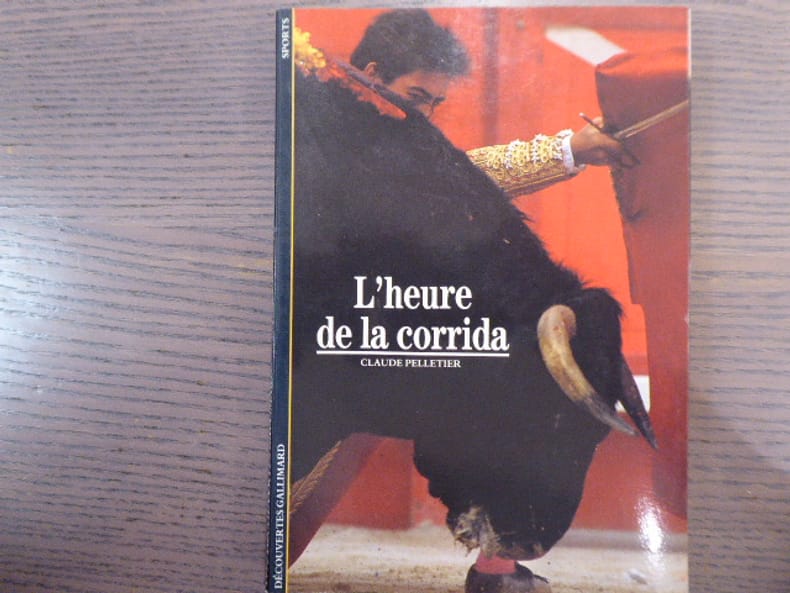 SPORTS
L'heure
de la corrida
CLAUDE PELLETIER
DÉCOUVERTES GALLIMARD